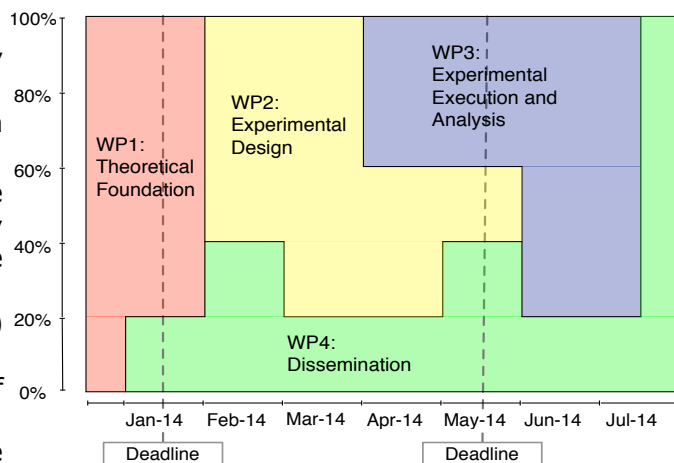 100%
80%
60%
40%
20%
0%
WP1:
Theoretical
Foundation
WP2:
Experimental
Design
WP3:
Experimental
Execution and
Analysis
WP4:
Dissemination
Jan-14 Feb-14 Mar-14 Apr-14 May-14 Jun-14 Jul-14
Deadline Deadline